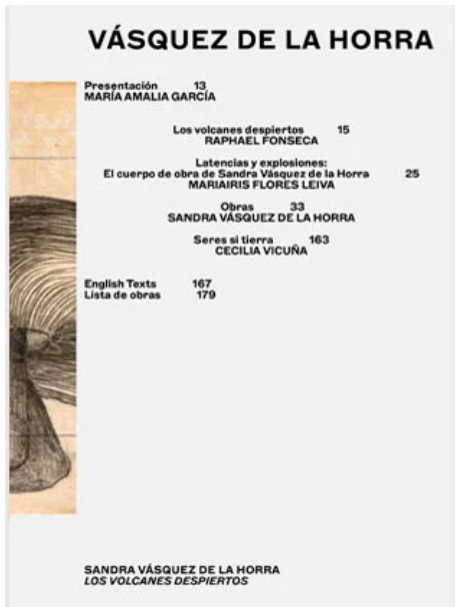 VÁSQUEZ DE LA HORRA
Presentación 13
MARÍA AMALIA GARCÍA
Los volcanes despiertos 15
RAPHAEL FONSECA
Latencias y explosiones:
El cuerpo de obra de Sandra Vásquez de la Horra 25
MARIAIRIS FLORES LEIVA
Obras 33
SANDRA VÁSQUEZ DE LA HORRA
Seres si tierra 163
CECILIA VICUÑA
English Texts 167
Lista de obras 179
SANDRA VÁSQUEZ DE LA HORRA
LOS VOLCANES DESPIERTOS